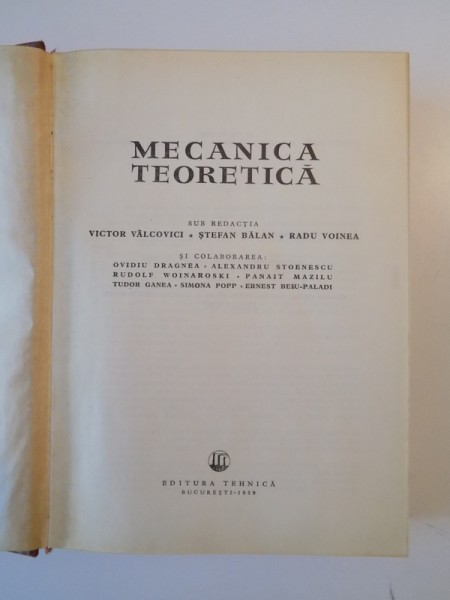 MECANICA
TEORETICĂ
SUB REDACȚIA
VICTOR VÂLCOVICI ★ ȘTEFAN BĂLAN ★ RADU VOINEA
ȘI COLABORAREA:
OVIDIU DRAGNEA • ALEXANDRU STOENESCU
RUDOLF WOINAROSKI • PANAIT MAZILU
TUDOR GANEA • SIMONA POPP • ERNEST BEIU-PALADI
EDITURA TEHNICĂ
BUCUREȘTI-1959